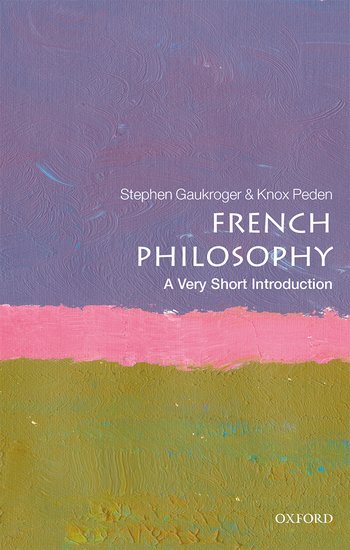 Stephen Gaukroger & Knox Peden
FRENCH
PHILOSOPHY
A Very Short Introduction
OXFORD